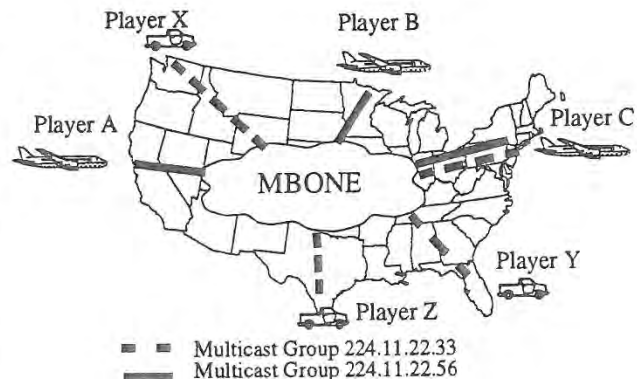 Player X
Player B
Player A
Player C
MBONE
Player Y
Player Z
Multicast Group 224.11.22.33
Multicast Group 224.11.22.56